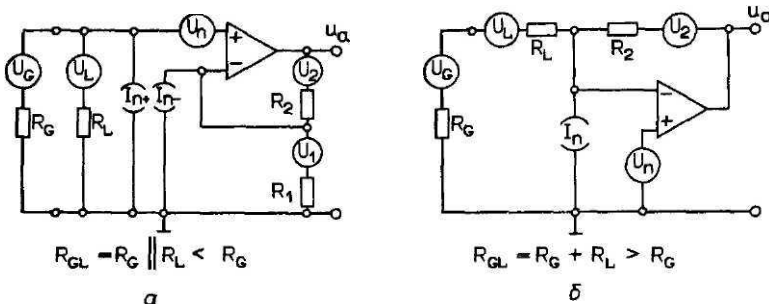 U_n
u_a
U_G
U_L
I_n+
I_n-
+
-
U_2
R_2
R_G
R_L
U_1
R_1
R_GL = R_G || R_L < R_G
а
U_L
R_L
R_2
U_2
u_a
U_G
R_G
I_n
-
+
U_n
R_GL = R_G + R_L > R_G
б